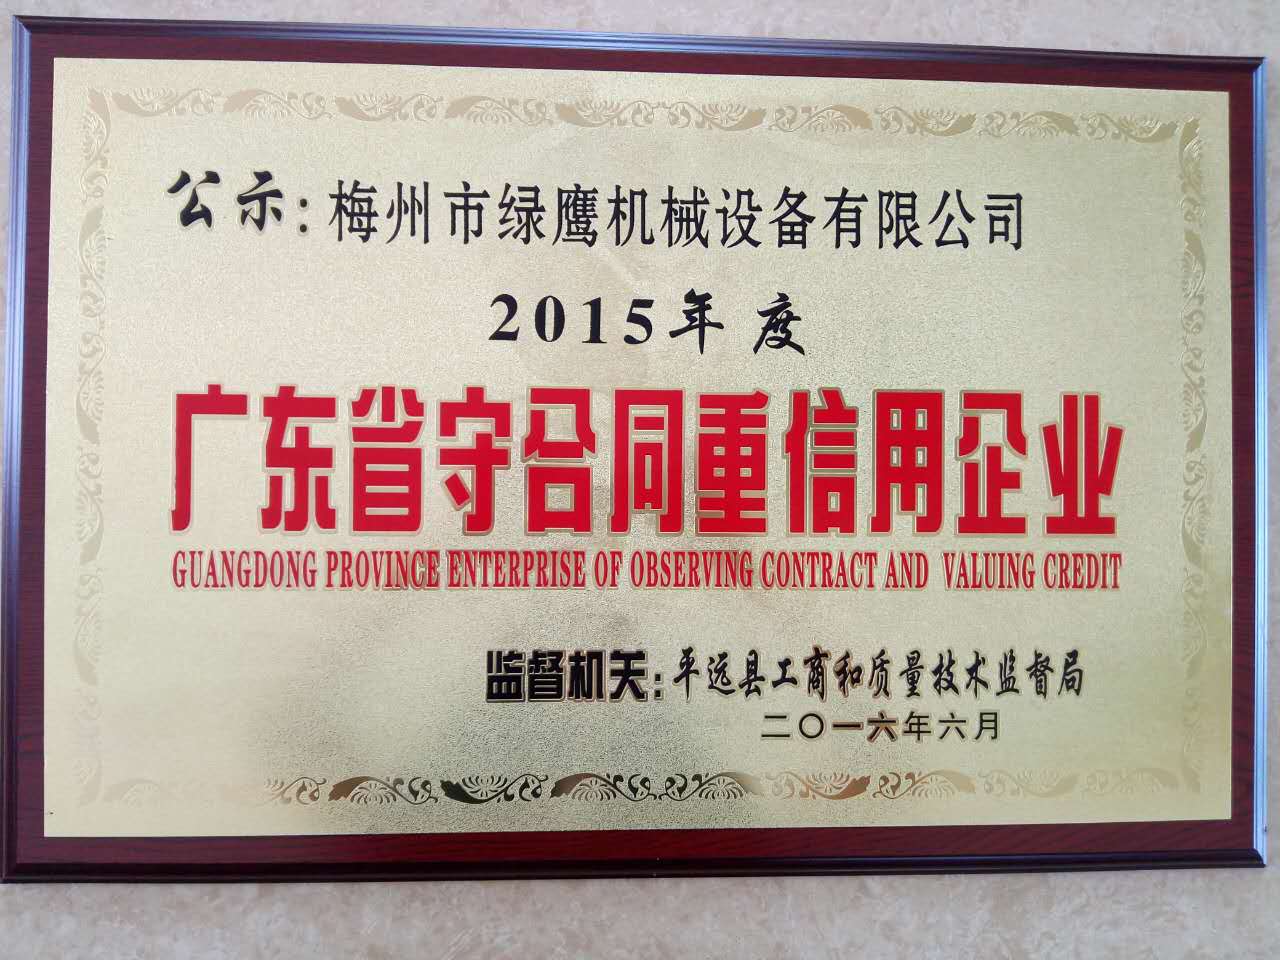 公示:梅州市绿鹰机械设备有限公司
2015年度
广东省守合同重信用企业
GUANGDONG PROVINCE ENTERPRISE OF OBSERVING CONTRACT AND VALUING CREDIT
监督机关:平远县工商和质量技术监督局
二〇一六年六月